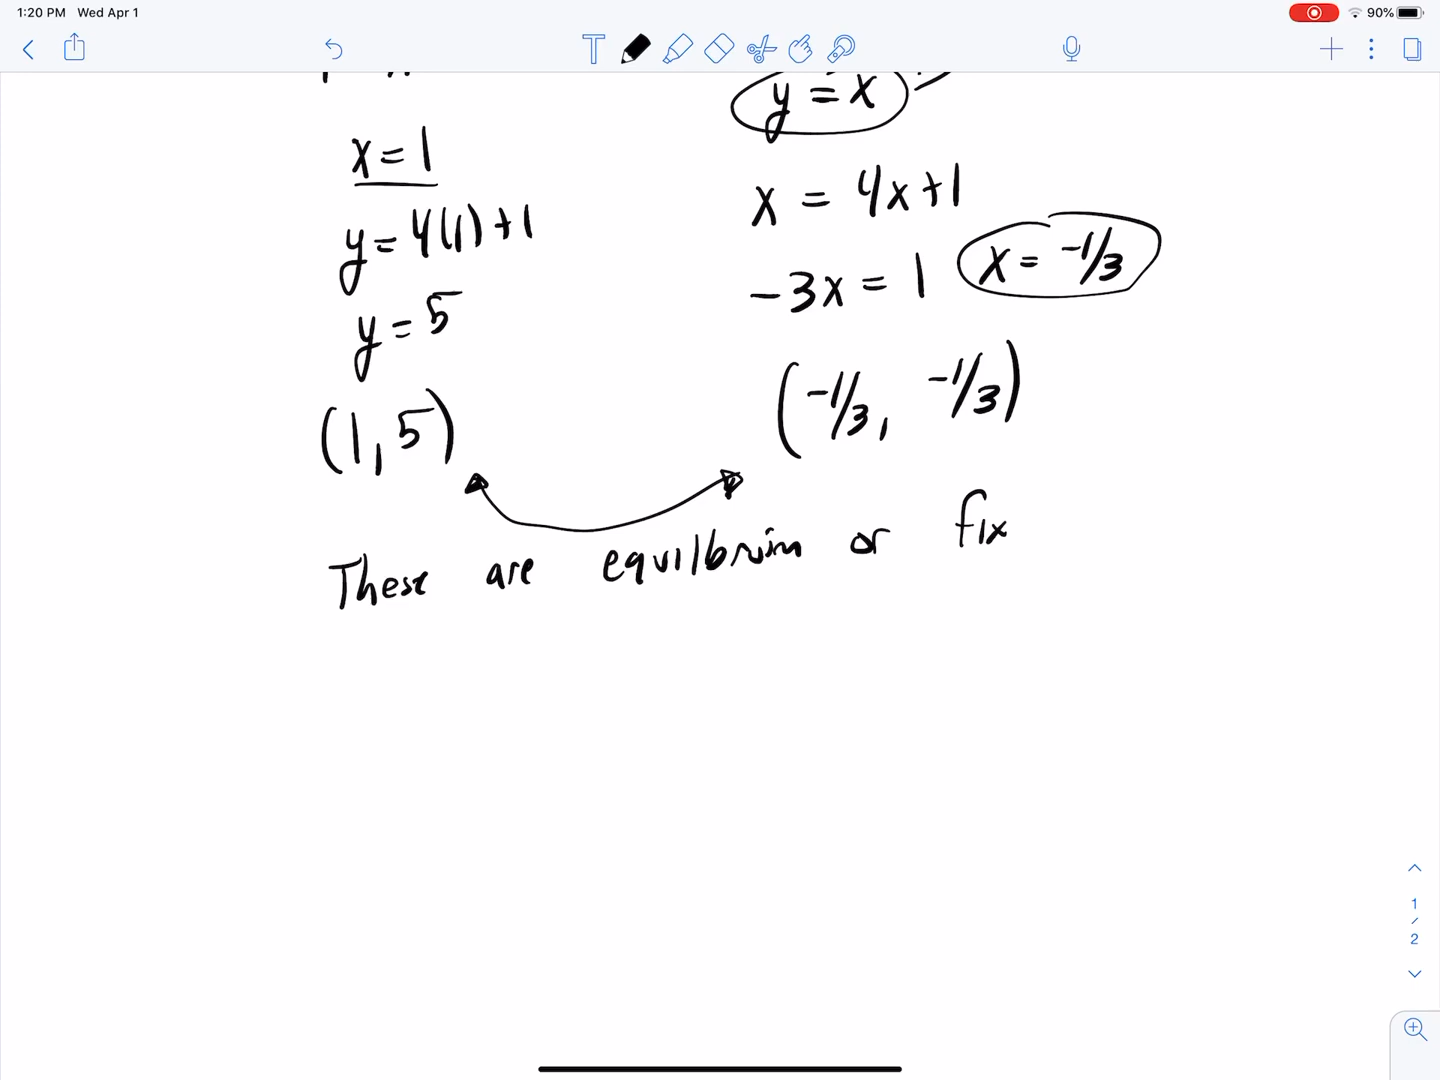 1:20 PM Wed Apr 1
90%
T
x = 1
y = 4(1) + 1
y = 5
(1, 5)
y = x
x = 4x + 1
-3x = 1 x = -1/3
(-1/3, -1/3)
These are equilbrium or fix
1
/
2